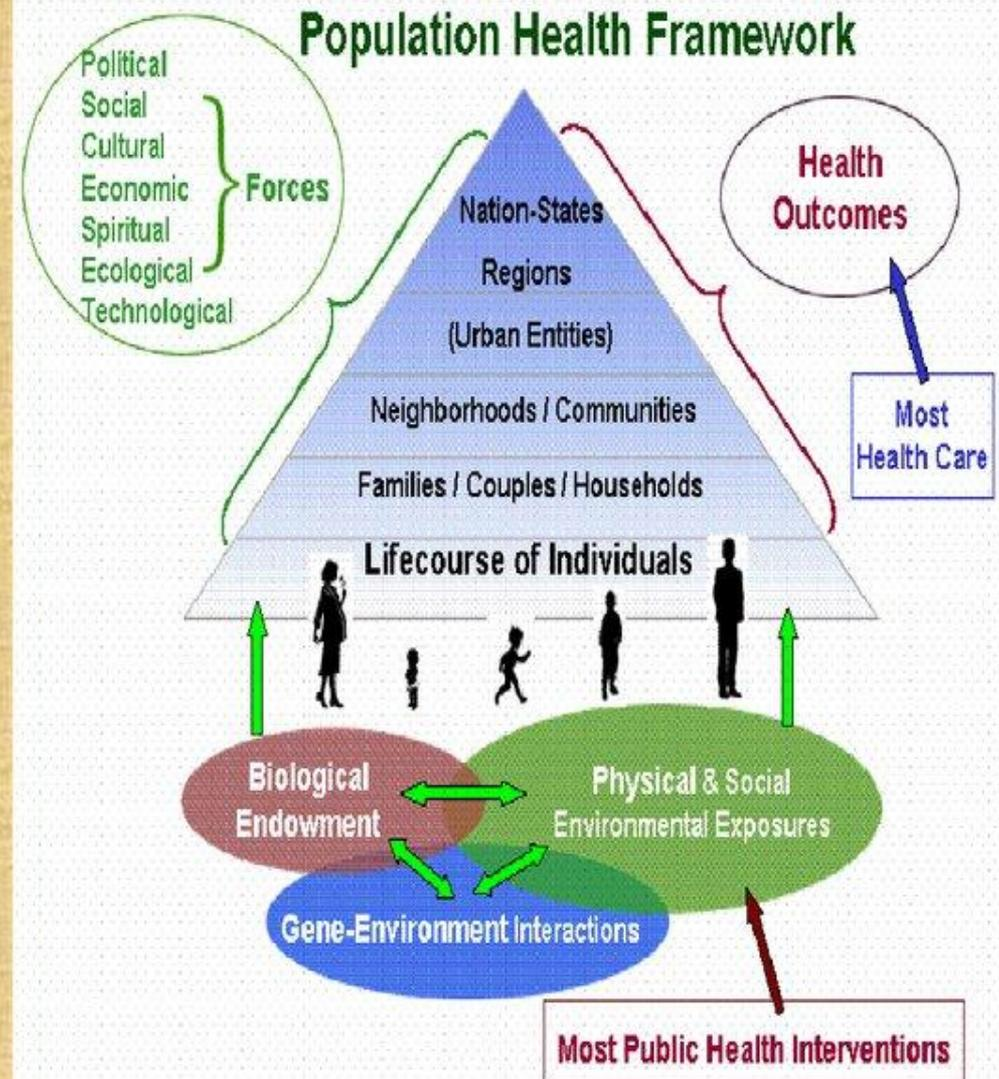 Population Health Framework
Political
Social
Cultural
Economic
Spiritual
Ecological
Technological
Forces
Health
Outcomes
Nation-States
Regions
(Urban Entities)
Neighborhoods / Communities
Families / Couples / Households
Lifecourse of Individuals
Most
Health Care
Biological
Endowment
Physical & Social
Environmental Exposures
Gene-Environment Interactions
Most Public Health Interventions